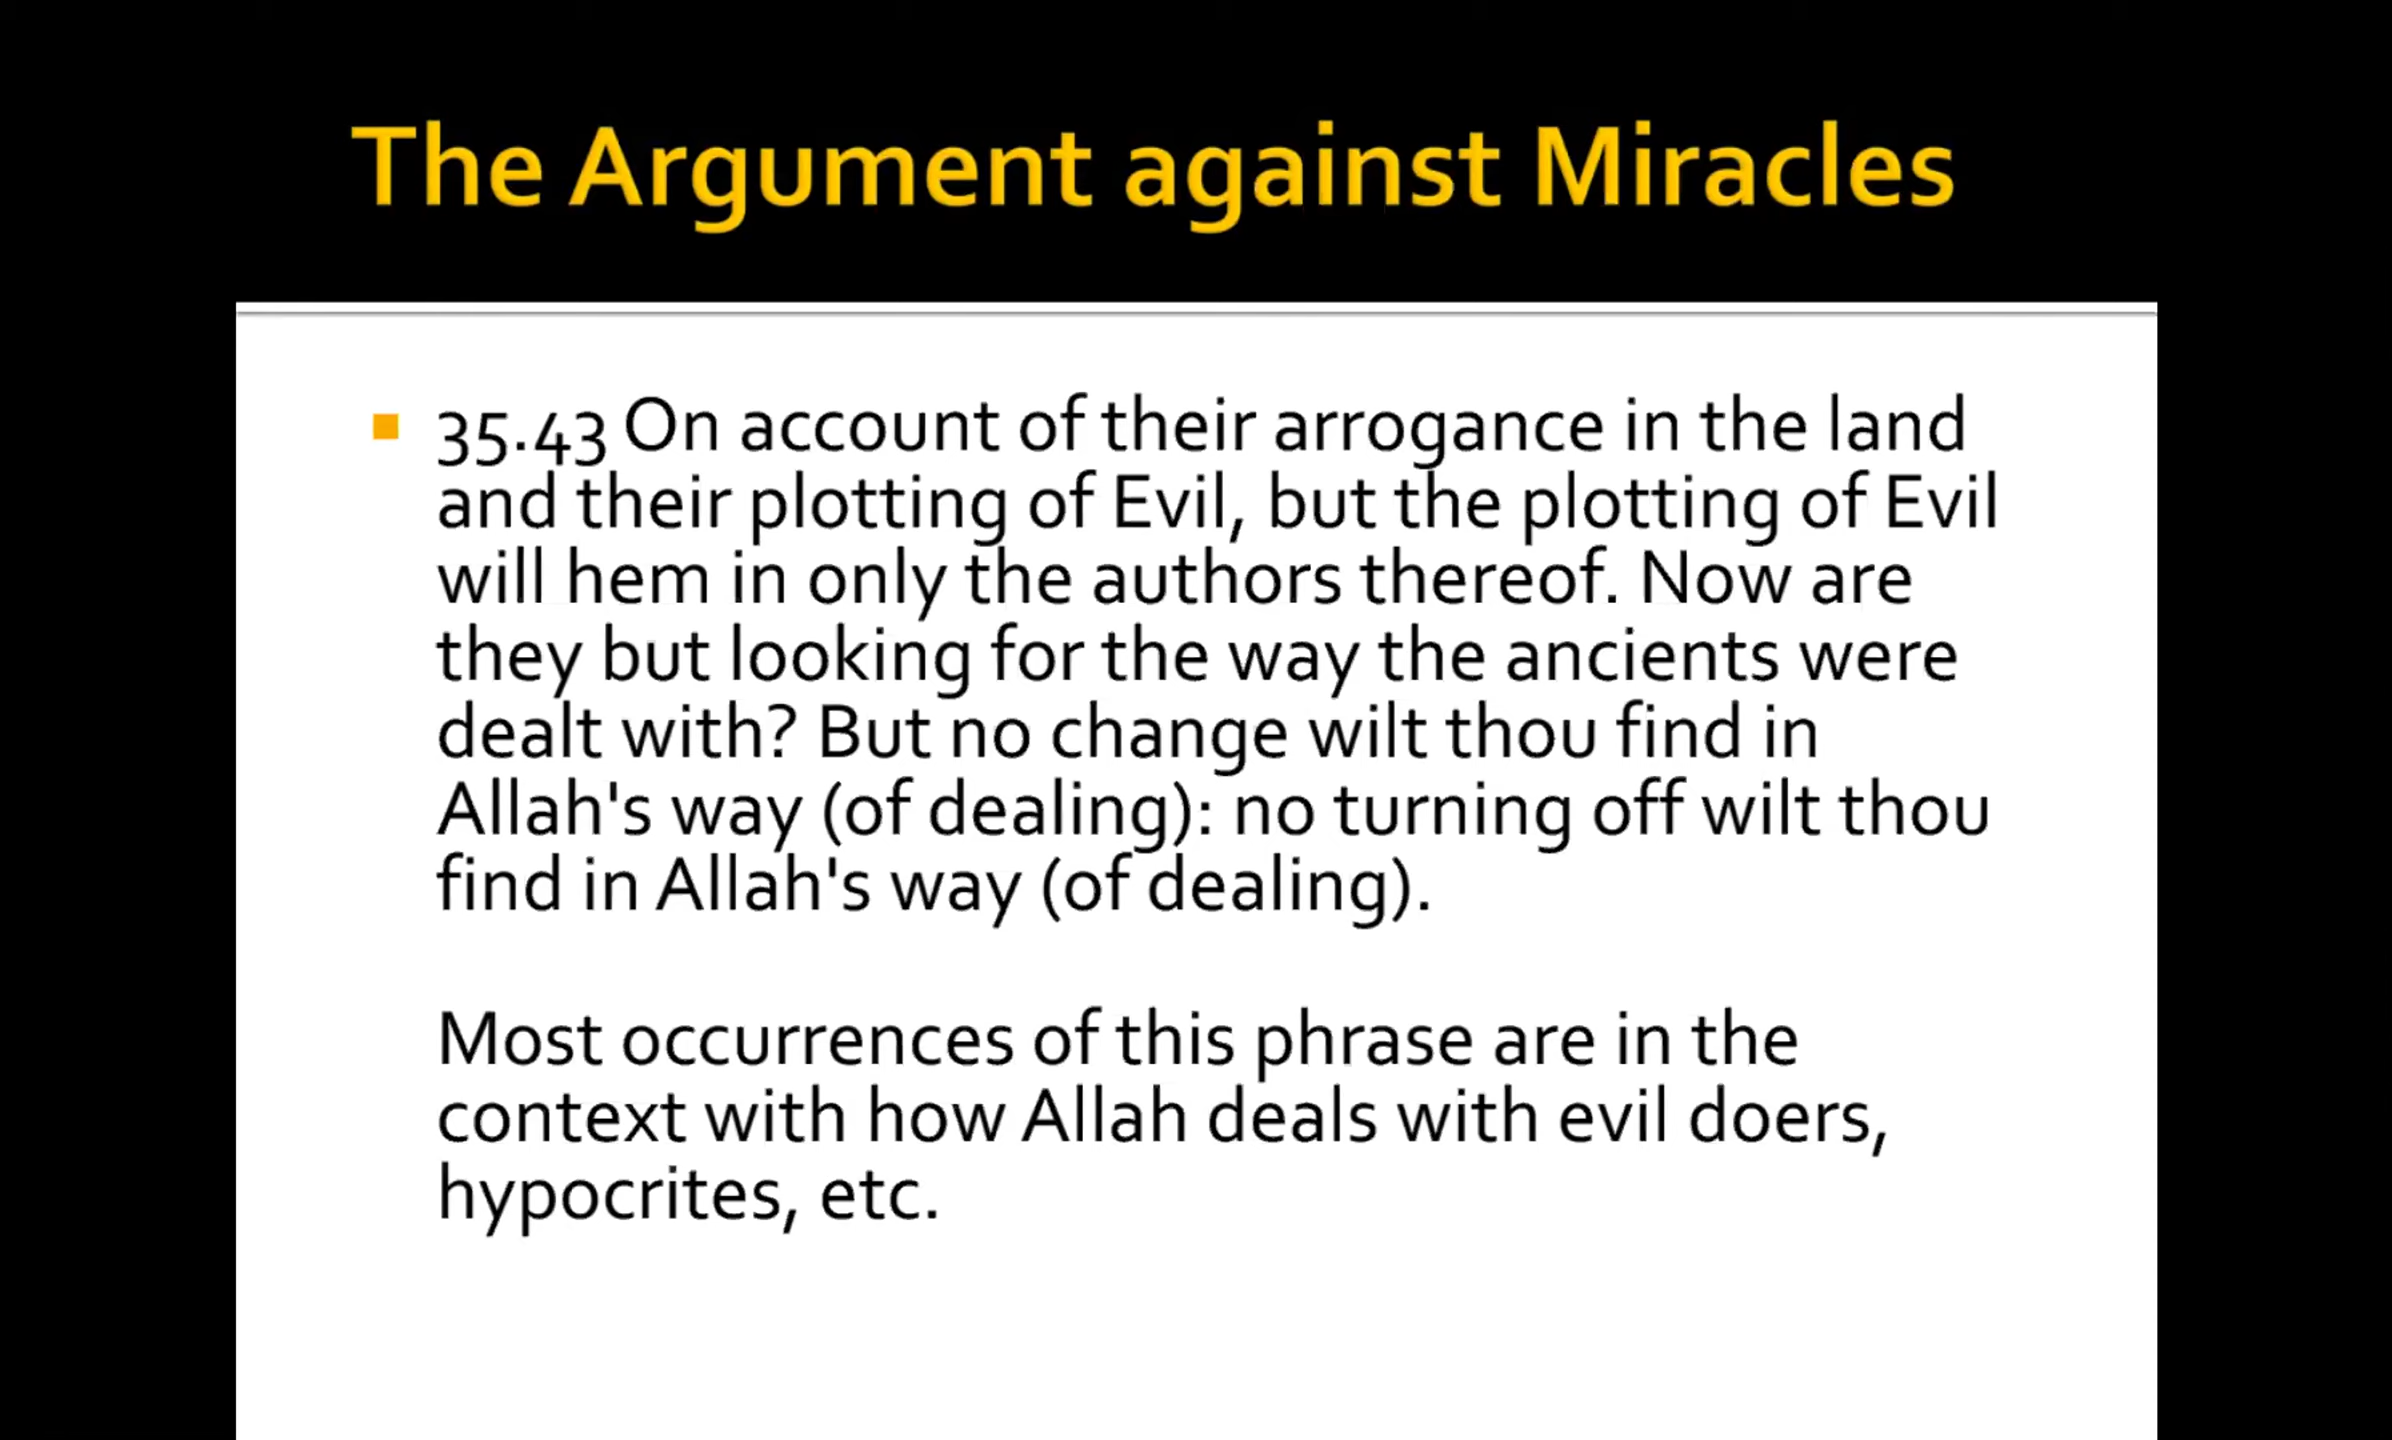 The Argument against Miracles
35.43 On account of their arrogance in the land
and their plotting of Evil, but the plotting of Evil
will hem in only the authors thereof. Now are
they but looking for the way the ancients were
dealt with? But no change wilt thou find in
Allah's way (of dealing): no turning off wilt thou
find in Allah's way (of dealing).
Most occurrences of this phrase are in the
context with how Allah deals with evil doers,
hypocrites, etc.